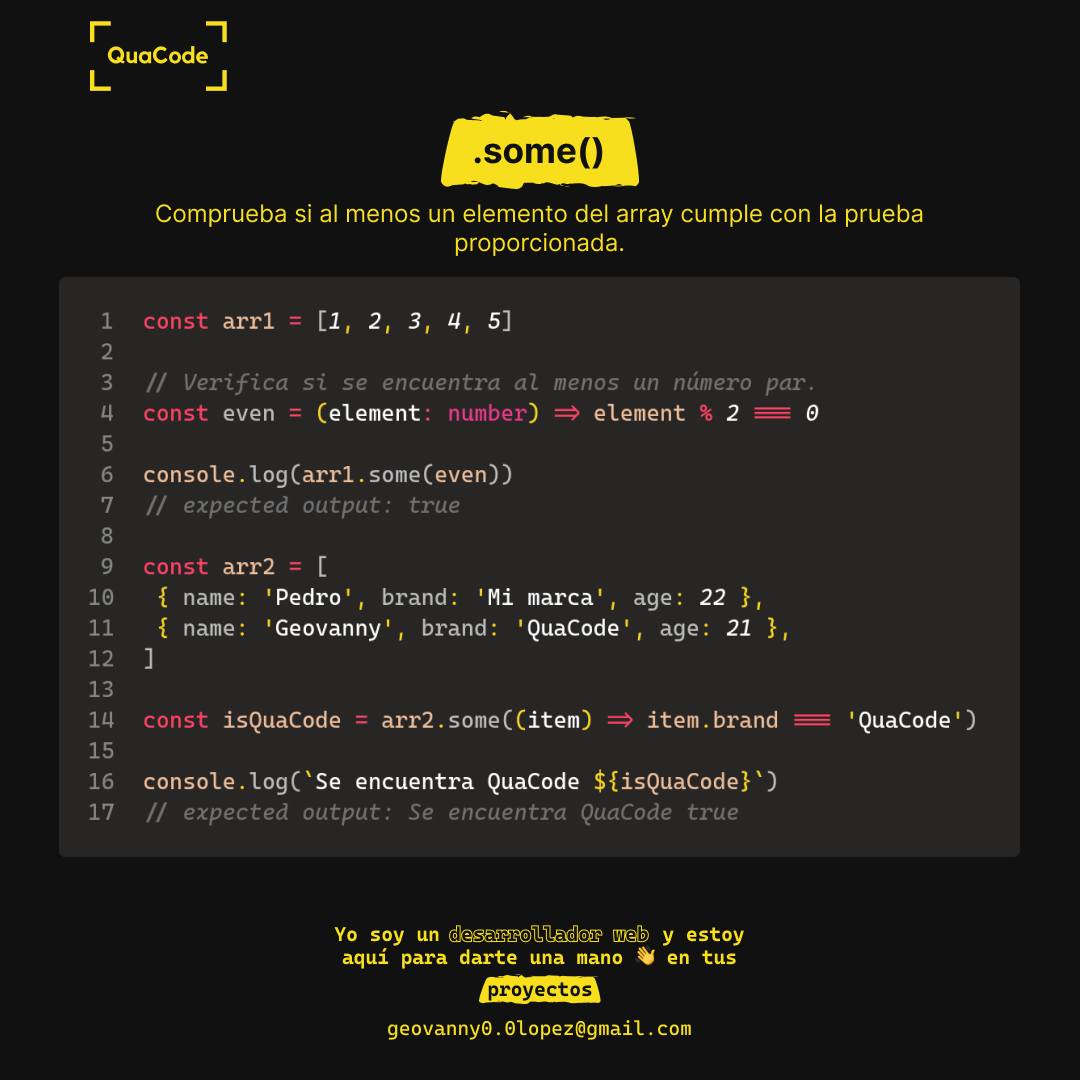 QuaCode
.some()
Comprueba si al menos un elemento del array cumple con la prueba
proporcionada.
1 const arr1 = [1, 2, 3, 4, 5]
2
3 // Verifica si se encuentra al menos un número par.
4 const even = (element: number) => element % 2 === 0
5
6 console.log(arr1.some(even))
7 // expected output: true
8
9 const arr2 = [
10 { name: 'Pedro', brand: 'Mi marca', age: 22 },
11 { name: 'Geovanny', brand: 'QuaCode', age: 21 },
12 ]
13
14 const isQuaCode = arr2.some((item) => item.brand === 'QuaCode')
15
16 console.log(`Se encuentra QuaCode ${isQuaCode}`)
17 // expected output: Se encuentra QuaCode true
Yo soy un desarrollador web y estoy
aquí para darte una mano 👋 en tus
proyectos
geovanny0.0lopez@gmail.com